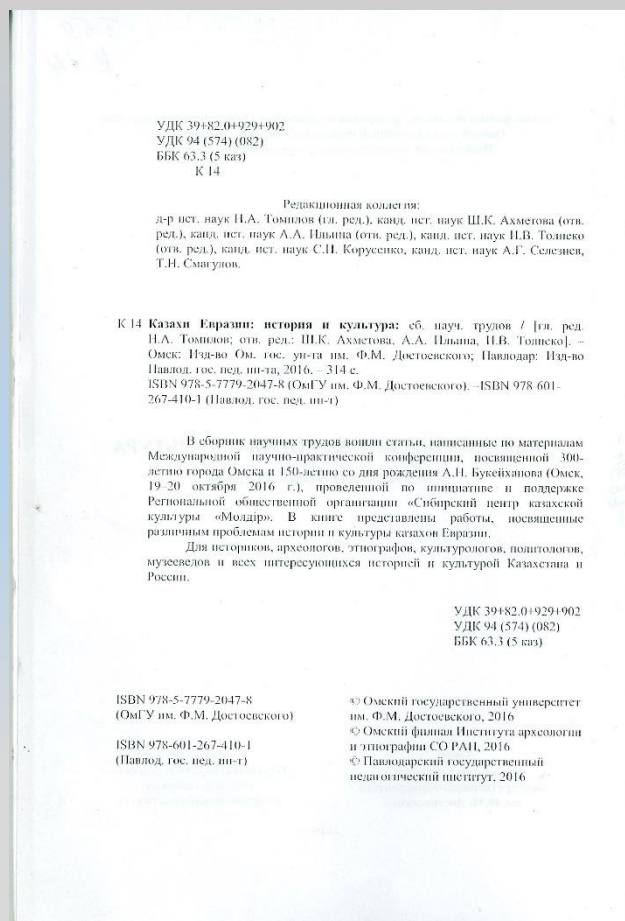 УДК 39+82.0+929+902
УДК 94 (574) (082)
ББК 63.3 (5 каз)
К 14
Редакционная коллегия:
д-р ист. наук Н.А. Томилов (гл. ред.), канд. ист. наук Ш.К. Ахметова (отв.
ред.), канд. ист. наук А.А. Ильина (отв. ред.), канд. ист. наук И.В. Толпеко
(отв. ред.), канд. ист. наук С.Н. Корусенко, канд. ист. наук А.Г. Селезнев,
Т.Н. Смагулов.
К 14 Казахи Евразии: история и культура: сб. науч. трудов / [гл. ред.
Н.А. Томилов; отв. ред.: Ш.К. Ахметова, А.А. Ильина, И.В. Толпеко]. –
Омск: Изд-во Ом. гос. ун-та им. Ф.М. Достоевского; Павлодар: Изд-во
Павлод. гос. пед. ин-та, 2016. – 314 с.
ISBN 978-5-7779-2047-8 (ОмГУ им. Ф.М. Достоевского). –ISBN 978-601-
267-410-1 (Павлод. гос. пед. ин-т)
В сборник научных трудов вошли статьи, написанные по материалам
Международной научно-практической конференции, посвященной 300-
летию города Омска и 150-летию со дня рождения А.Н. Букейханова (Омск,
19–20 октября 2016 г.), проведенной по инициативе и поддержке
Региональной общественной организации «Сибирский центр казахской
культуры «Молдір». В книге представлены работы, посвященные
различным проблемам истории и культуры казахов Евразии.
Для историков, археологов, этнографов, культурологов, политологов,
музееведов и всех интересующихся историей и культурой Казахстана и
России.
УДК 39+82.0+929+902
УДК 94 (574) (082)
ББК 63.3 (5 каз)
ISBN 978-5-7779-2047-8
(ОмГУ им. Ф.М. Достоевского)
ISBN 978-601-267-410-1
(Павлод. гос. пед. ин-т)
© Омский государственный университет
им. Ф.М. Достоевского, 2016
© Омский филиал Института археологии
и этнографии СО РАН, 2016
© Павлодарский государственный
педагогический институт, 2016